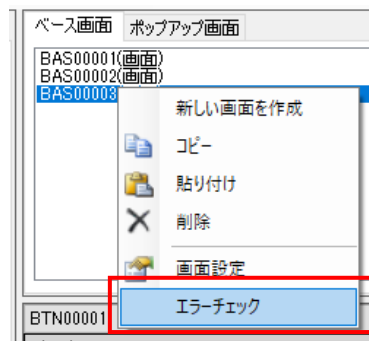 ベース画面 ポップアップ画面
BAS00001(画面)
BAS00002(画面)
BAS00003
新しい画面を作成
コピー
貼り付け
削除
画面設定
エラーチェック
BTN00001